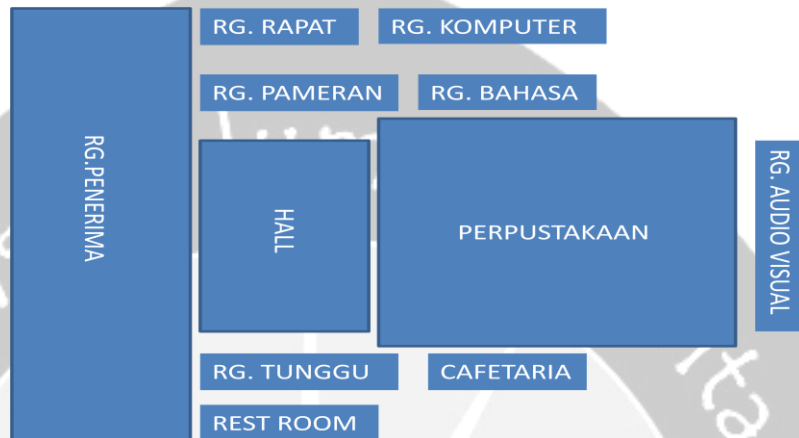 RG. RAPAT
RG. KOMPUTER
RG. PAMERAN
RG. BAHASA
RG.PENERIMA
HALL
PERPUSTAKAAN
RG. AUDIO VISUAL
RG. TUNGGU
CAFETARIA
REST ROOM